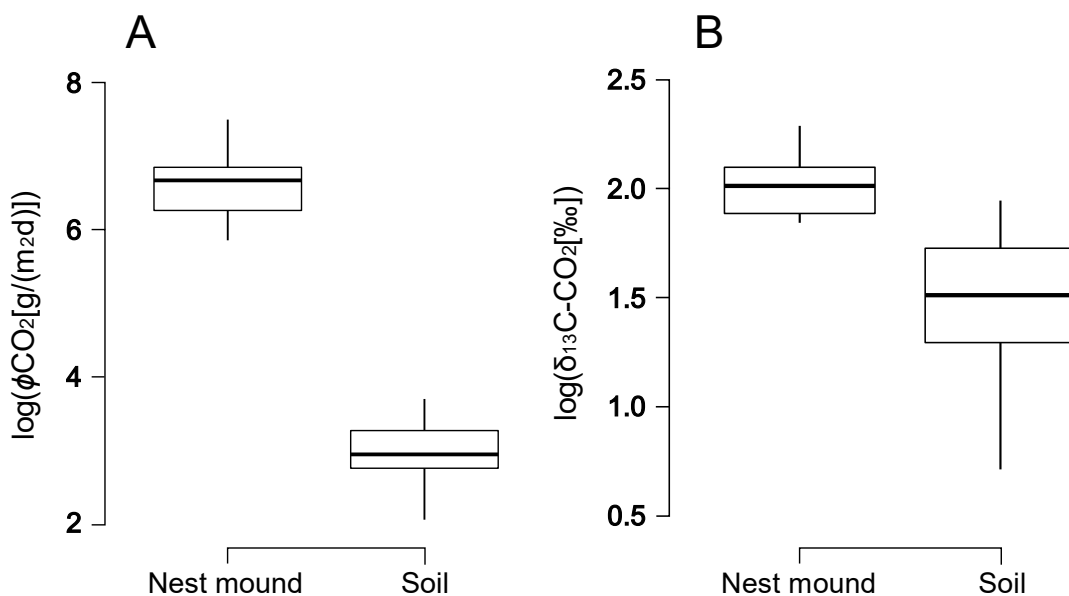 A
8
6
4
2
log(ϕCO₂[g/(m₂d)])
Nest mound
Soil
B
2.5
2.0
1.5
1.0
0.5
log(δ₁₃C-CO₂[‰])
Nest mound
Soil